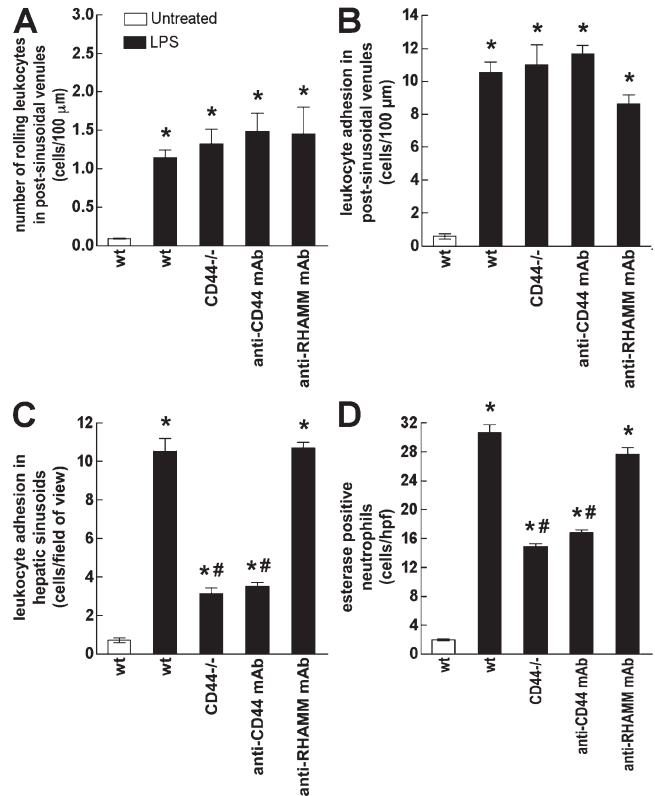 A
Untreated
LPS
number of rolling leukocytes
in post-sinusoidal venules
(cells/100 µm)
3.0
2.5
2.0
1.5
1.0
0.5
0.0
*
*
*
*
wt
wt
CD44-/-
anti-CD44 mAb
anti-RHAMM mAb
B
leukocyte adhesion in
post-sinusoidal venules
(cells/100 µm)
14
12
10
8
6
4
2
0
*
*
*
*
wt
wt
CD44-/-
anti-CD44 mAb
anti-RHAMM mAb
C
leukocyte adhesion in
hepatic sinusoids
(cells/field of view)
12
10
8
6
4
2
0
*
*#
*#
*
wt
wt
CD44-/-
anti-CD44 mAb
anti-RHAMM mAb
D
esterase positive
neutrophils
(cells/hpf)
32
28
24
20
16
12
8
4
0
*
*#
*#
*
wt
wt
CD44-/-
anti-CD44 mAb
anti-RHAMM mAb